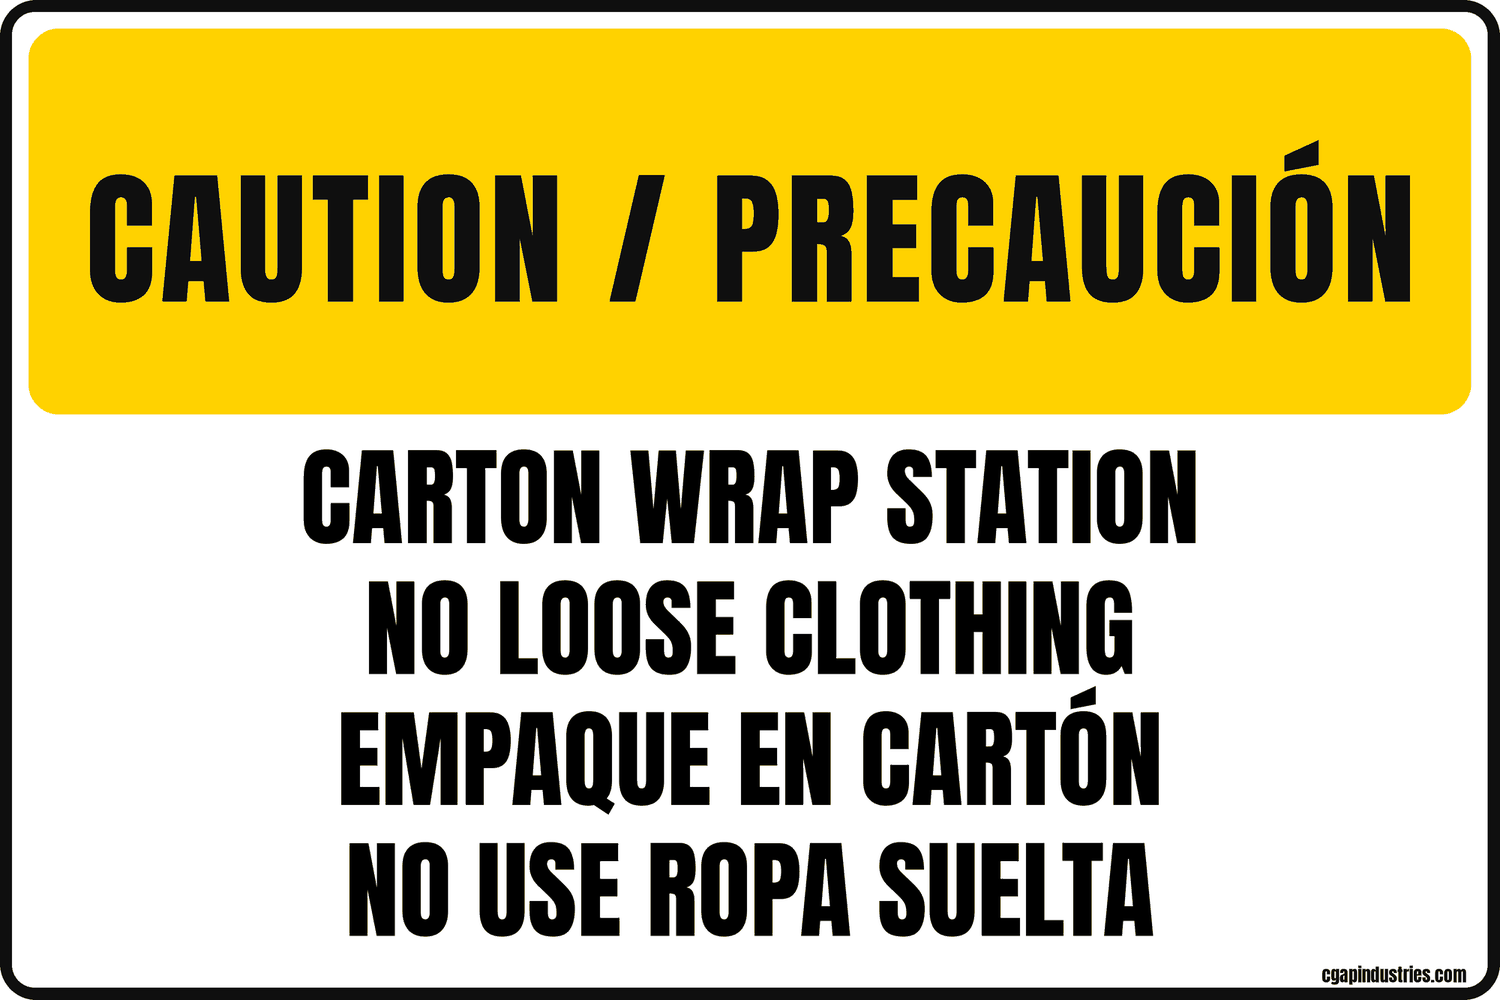 CAUTION / PRECAUCIÓN
CARTON WRAP STATION
NO LOOSE CLOTHING
EMPAQUE EN CARTÓN
NO USE ROPA SUELTA
cgapindustries.com